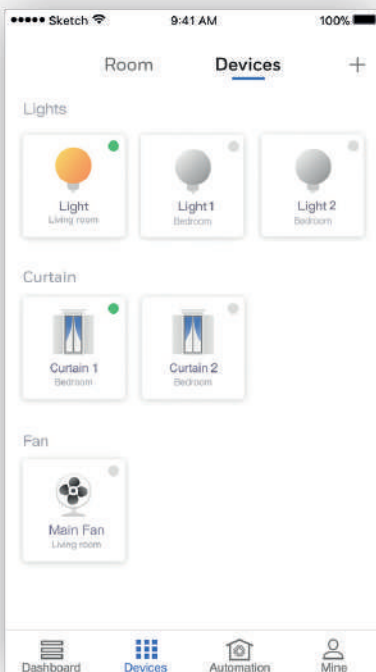 Sketch 9:41 AM 100%
Room Devices +
Lights
Light Light 1 Light 2
Living room Bedroom Bedroom
Curtain
Curtain 1 Curtain 2
Bedroom Bedroom
Fan
Main Fan
Living room
Dashboard Devices Automation Mine